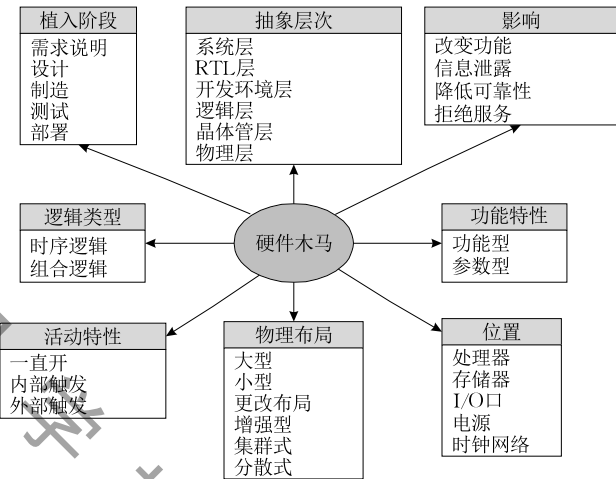 植入阶段
需求说明
设计
制造
测试
部署
抽象层次
系统层
RTL层
开发环境层
逻辑层
晶体管层
物理层
影响
改变功能
信息泄露
降低可靠性
拒绝服务
逻辑类型
时序逻辑
组合逻辑
硬件木马
功能特性
功能型
参数型
活动特性
一直开
内部触发
外部触发
物理布局
大型
小型
更改布局
增强型
集群式
分散式
位置
处理器
存储器
I/O口
电源
时钟网络